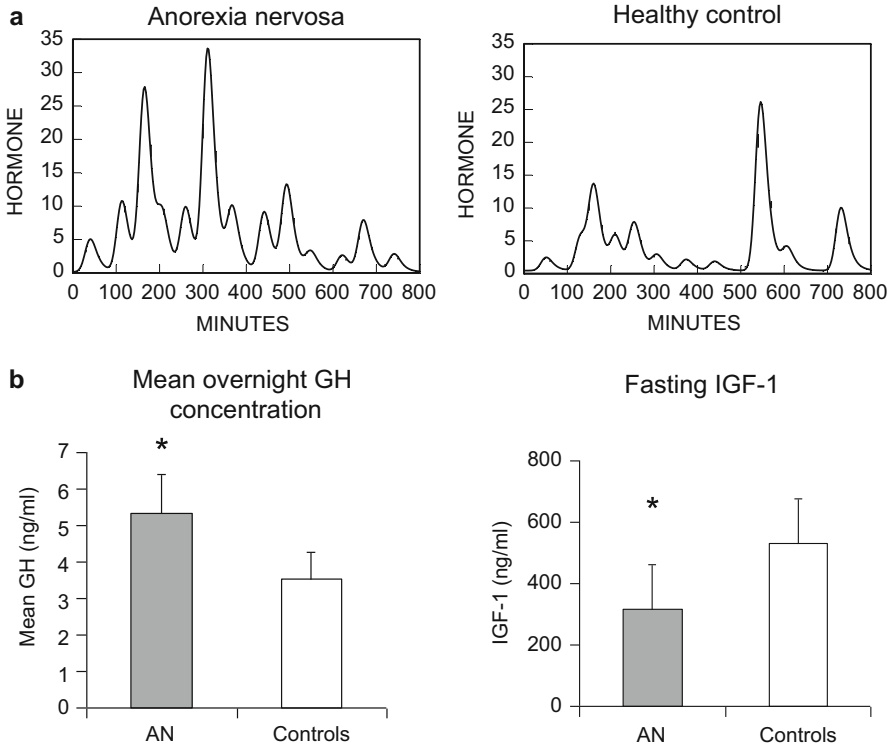 a
Anorexia nervosa
Healthy control
35
30
25
20
15
10
5
0
HORMONE
0 100 200 300 400 500 600 700 800
MINUTES
35
30
25
20
15
10
5
0
HORMONE
0 100 200 300 400 500 600 700 800
MINUTES
b
Mean overnight GH
concentration
7
6
5
4
3
2
1
0
Mean GH (ng/ml)
*
AN Controls
Fasting IGF-1
800
600
400
200
0
IGF-1 (ng/ml)
*
AN Controls